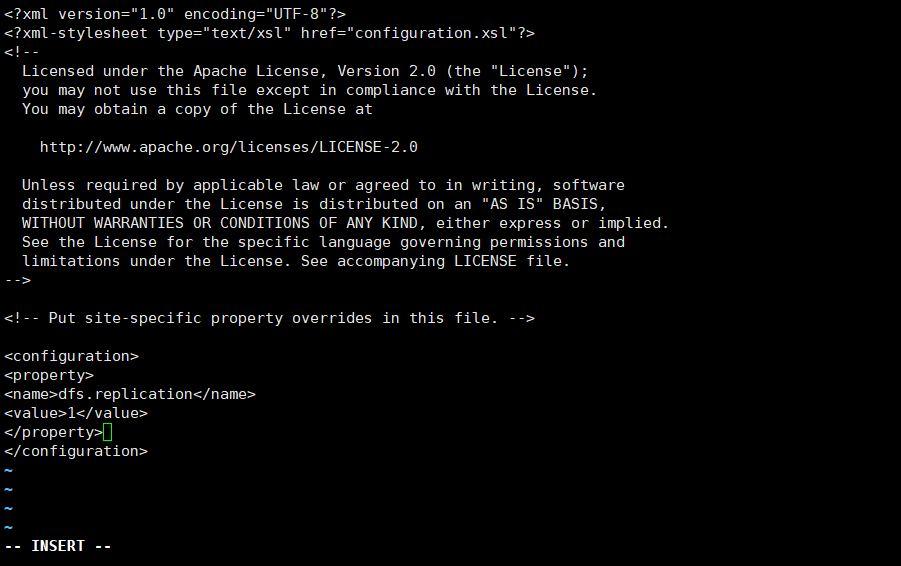 <?xml version="1.0" encoding="UTF-8"?>
<?xml-stylesheet type="text/xsl" href="configuration.xsl"?>
<!--
  Licensed under the Apache License, Version 2.0 (the "License");
  you may not use this file except in compliance with the License.
  You may obtain a copy of the License at

    http://www.apache.org/licenses/LICENSE-2.0

  Unless required by applicable law or agreed to in writing, software
  distributed under the License is distributed on an "AS IS" BASIS,
  WITHOUT WARRANTIES OR CONDITIONS OF ANY KIND, either express or implied.
  See the License for the specific language governing permissions and
  limitations under the License. See accompanying LICENSE file.
-->

<!-- Put site-specific property overrides in this file. -->

<configuration>
<property>
<name>dfs.replication</name>
<value>1</value>
</property>
</configuration>
~
~
~
~
-- INSERT --